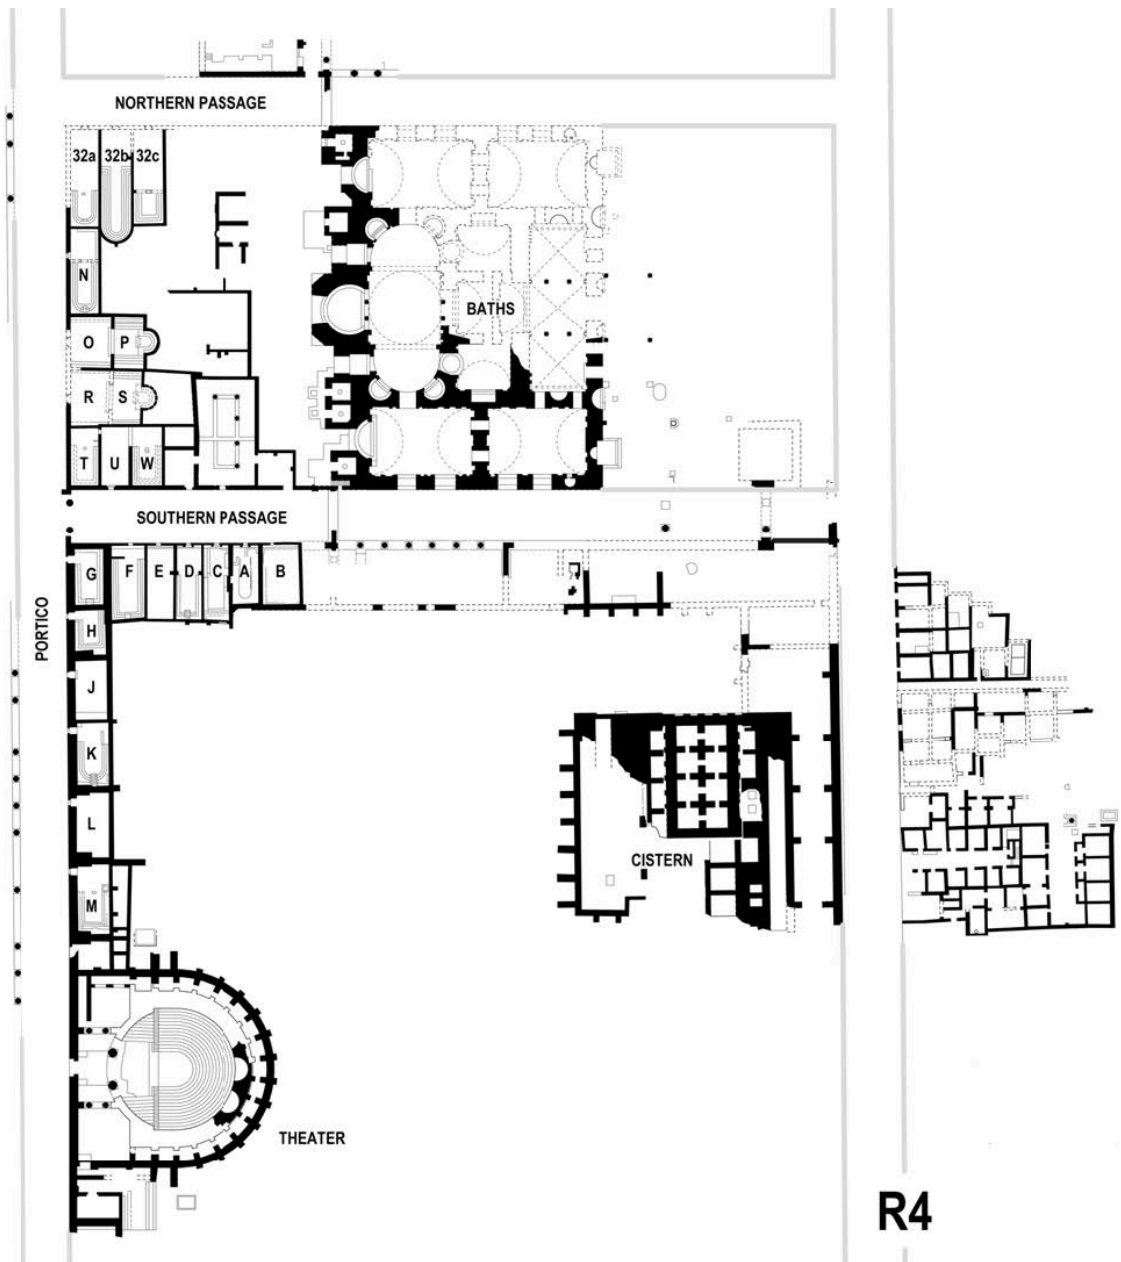 NORTHERN PASSAGE
32a 32b 32c
N
BATHS
O P
R S
T U W
SOUTHERN PASSAGE
G F E D C A B
PORTICO
H
J
K
L
CISTERN
M
THEATER
R4